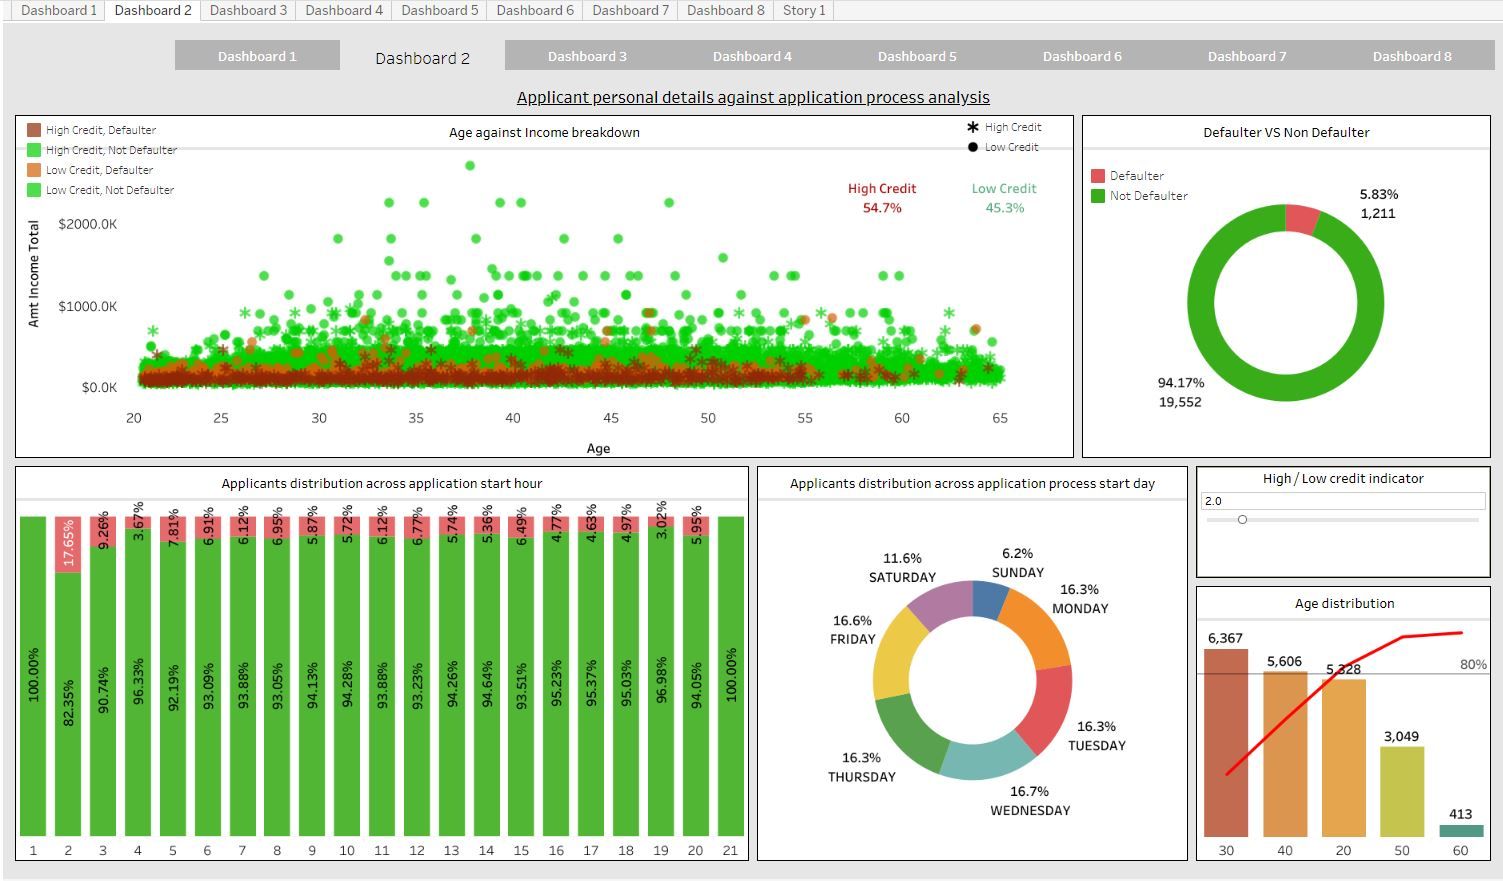 Dashboard 1 Dashboard 2 Dashboard 3 Dashboard 4 Dashboard 5 Dashboard 6 Dashboard 7 Dashboard 8 Story 1
Dashboard 1 Dashboard 2 Dashboard 3 Dashboard 4 Dashboard 5 Dashboard 6 Dashboard 7 Dashboard 8
Applicant personal details against application process analysis
Age against Income breakdown
High Credit, Defaulter
High Credit, Not Defaulter
Low Credit, Defaulter
Low Credit, Not Defaulter
High Credit
Low Credit
High Credit Low Credit
54.7% 45.3%
Amt Income Total
$2000.0K
$1000.0K
$0.0K
20 25 30 35 40 45 50 55 60 65
Age
Defaulter VS Non Defaulter
Defaulter
Not Defaulter
5.83%
1,211
94.17%
19,552
Applicants distribution across application start hour
17.65% 9.26% 3.67% 7.81% 6.91% 6.12% 6.95% 5.87% 5.72% 6.12% 6.77% 5.74% 5.36% 6.49% 4.77% 4.63% 4.97% 3.02% 5.95%
100.00% 82.35% 90.74% 96.33% 92.19% 93.09% 93.88% 93.05% 94.13% 94.28% 93.88% 93.23% 94.26% 94.64% 93.51% 95.23% 95.37% 95.03% 96.98% 94.05% 100.00%
1 2 3 4 5 6 7 8 9 10 11 12 13 14 15 16 17 18 19 20 21
Applicants distribution across application process start day
6.2%
SUNDAY
16.3%
MONDAY
16.3%
TUESDAY
16.7%
WEDNESDAY
16.3%
THURSDAY
16.6%
FRIDAY
11.6%
SATURDAY
High / Low credit indicator
2.0
Age distribution
6,367 5,606 5,328 3,049 413
80%
30 40 20 50 60